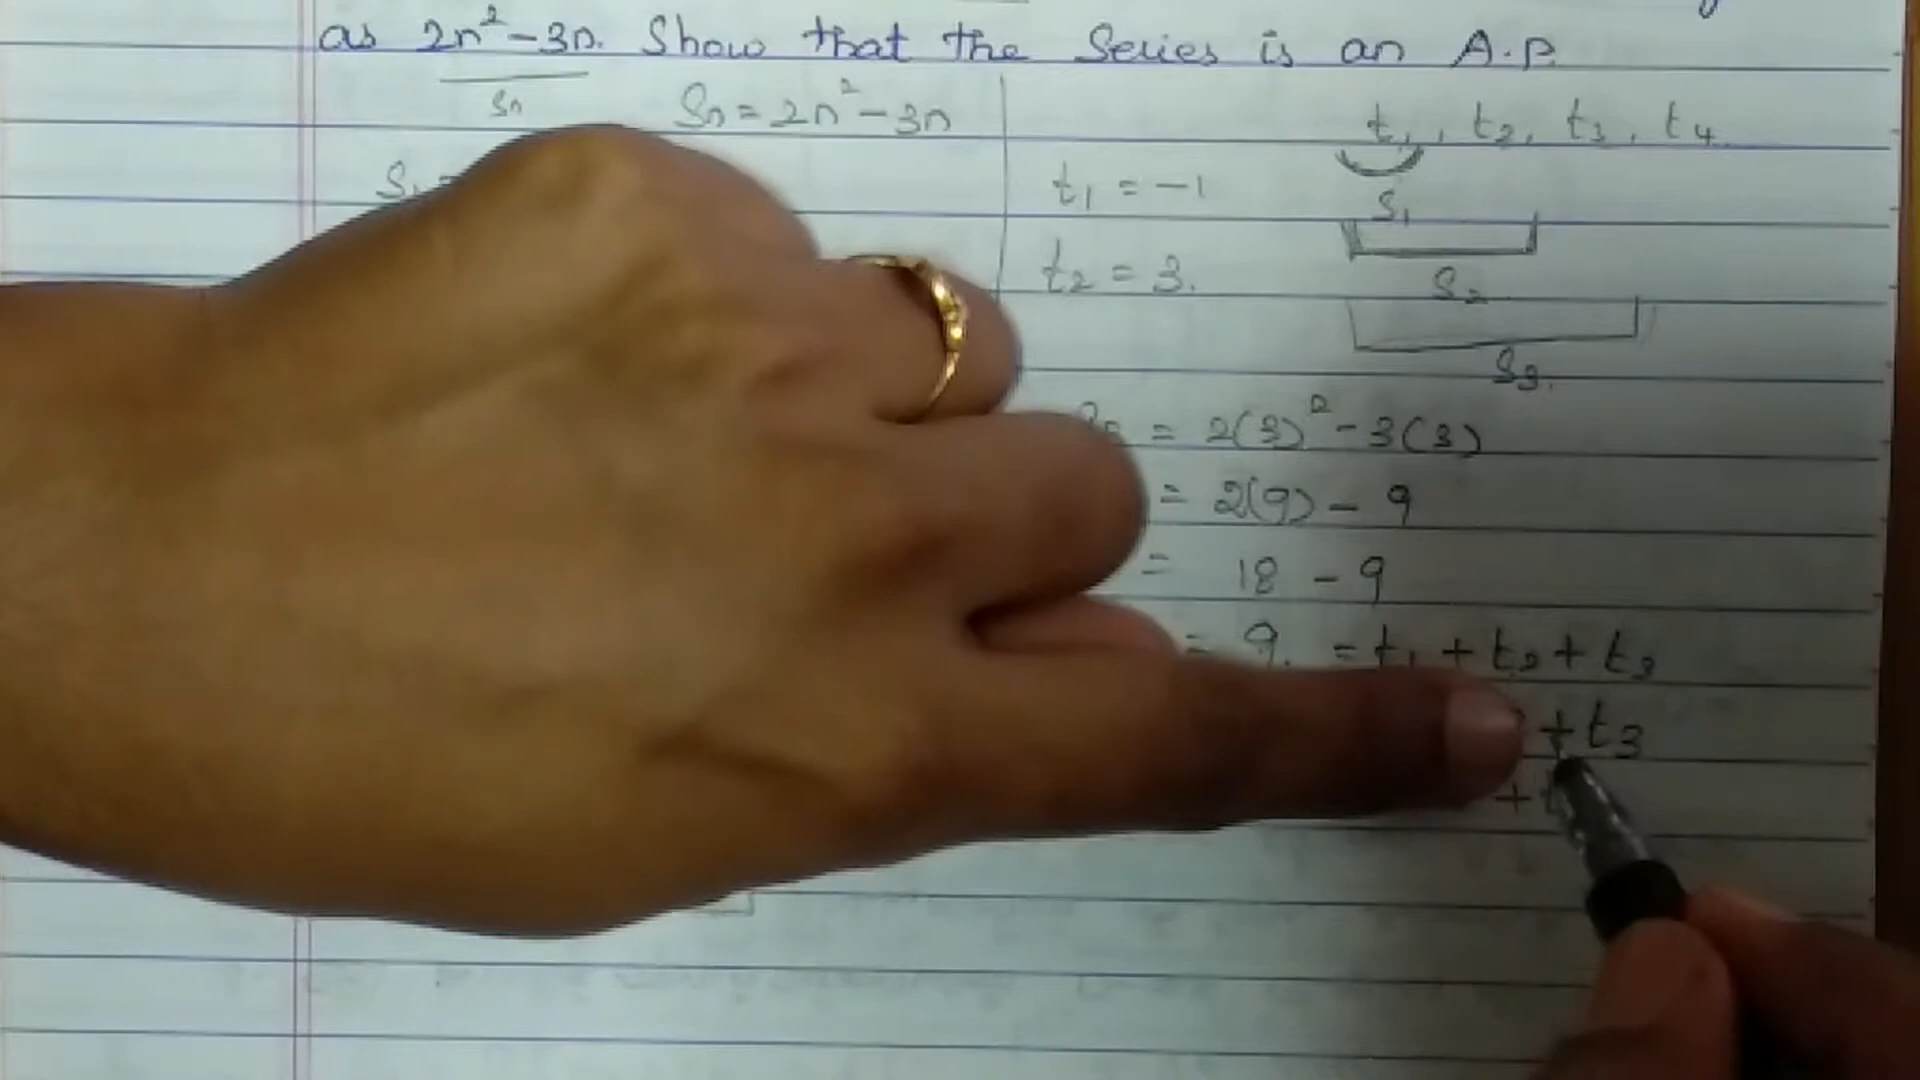 as 2n² - 3n. Show that the Series is an A.P.
Sn
Sn = 2n² - 3n
t1, t2, t3, t4
S1
t1 = -1
S2
t2 = 3.
S3.
= 2(3)² - 3(3)
= 2(9) - 9
= 18 - 9
= 9. = t1 + t2 + t3
+ t3
+